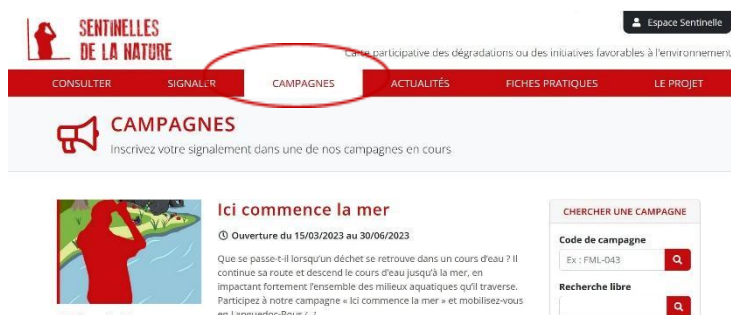 SENTINELLES
DE LA NATURE
Espace Sentinelle
Carte participative des dégradations ou des initiatives favorables à l'environnement
CONSULTER SIGNALER CAMPAGNES ACTUALITÉS FICHES PRATIQUES LE PROJET
CAMPAGNES
Inscrivez votre signalement dans une de nos campagnes en cours
Ici commence la mer
Ouverture du 15/03/2023 au 30/06/2023
Que se passe-t-il lorsqu'un déchet se retrouve dans un cours d'eau ? Il
continue sa route et descend le cours d'eau jusqu'à la mer, en
impactant fortement l'ensemble des milieux aquatiques qu'il traverse.
Participez à notre campagne « Ici commence la mer » et mobilisez-vous
en Languedoc-Rous
CHERCHER UNE CAMPAGNE
Code de campagne
Ex : FML-043
Recherche libre